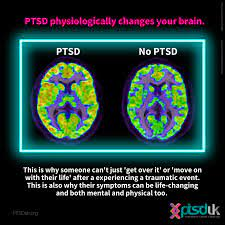 PTSD physiologically changes your brain.
PTSD No PTSD
This is why someone can't just 'get over it' or 'move on
with their life' after a experiencing a traumatic event.
This is also why their symptoms can be life-changing
and both mental and physical too.
ptsduk